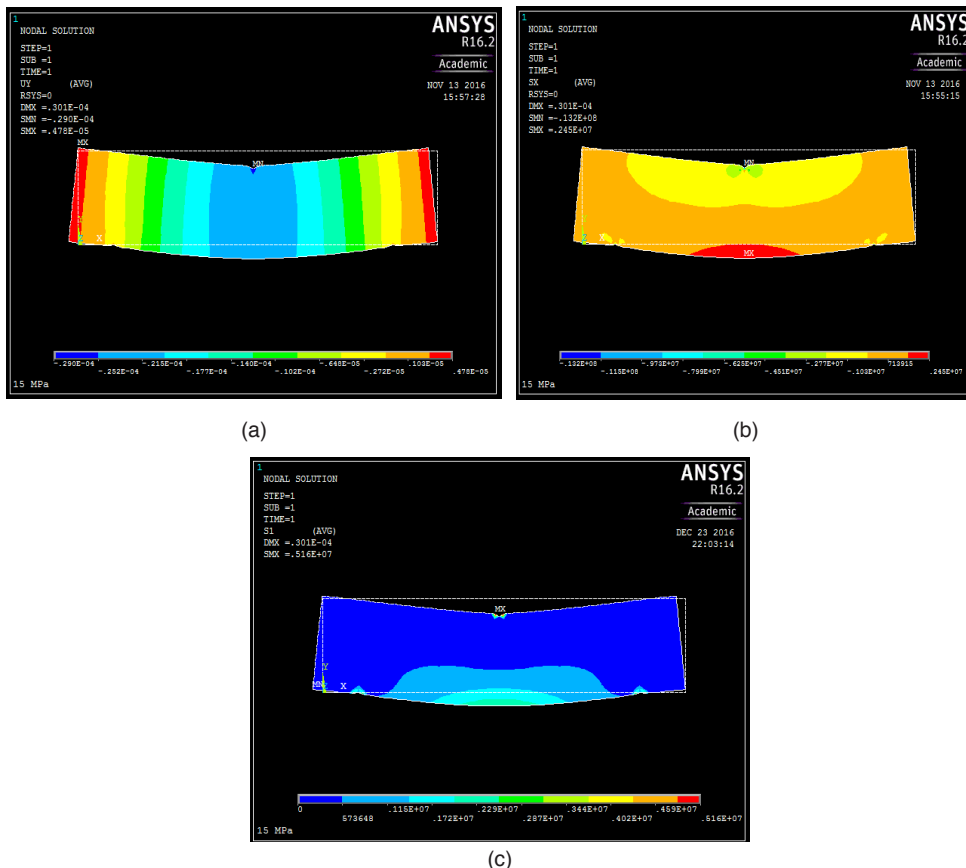 1
NODAL SOLUTION
STEP=1
SUB =1
TIME=1
UY (AVG)
RSYS=0
DMX =.301E-04
SMN =-.290E-04
SMX =.478E-05
ANSYS
R16.2
Academic
NOV 13 2016
15:57:28
MX
MN
Y
X
-.290E-04 -.215E-04 -.140E-04 -.648E-05 .103E-05
-.252E-04 -.177E-04 -.102E-04 -.272E-05 .478E-05
15 MPa
(a)
1
NODAL SOLUTION
STEP=1
SUB =1
TIME=1
SX (AVG)
RSYS=0
DMX =.301E-04
SMN =-.132E+08
SMX =.245E+07
ANSYS
R16.2
Academic
NOV 13 2016
15:55:15
MN
X
MX
-.132E+08 -.973E+07 -.625E+07 -.277E+07 713915
-.115E+08 -.799E+07 -.451E+07 -.103E+07 .245E+07
15 MPa
(b)
1
NODAL SOLUTION
STEP=1
SUB =1
TIME=1
S1 (AVG)
DMX =.301E-04
SMX =.516E+07
ANSYS
R16.2
Academic
DEC 23 2016
22:03:14
MX
Y
MN X
0 .115E+07 .229E+07 .344E+07 .459E+07
573648 .172E+07 .287E+07 .402E+07 .516E+07
15 MPa
(c)